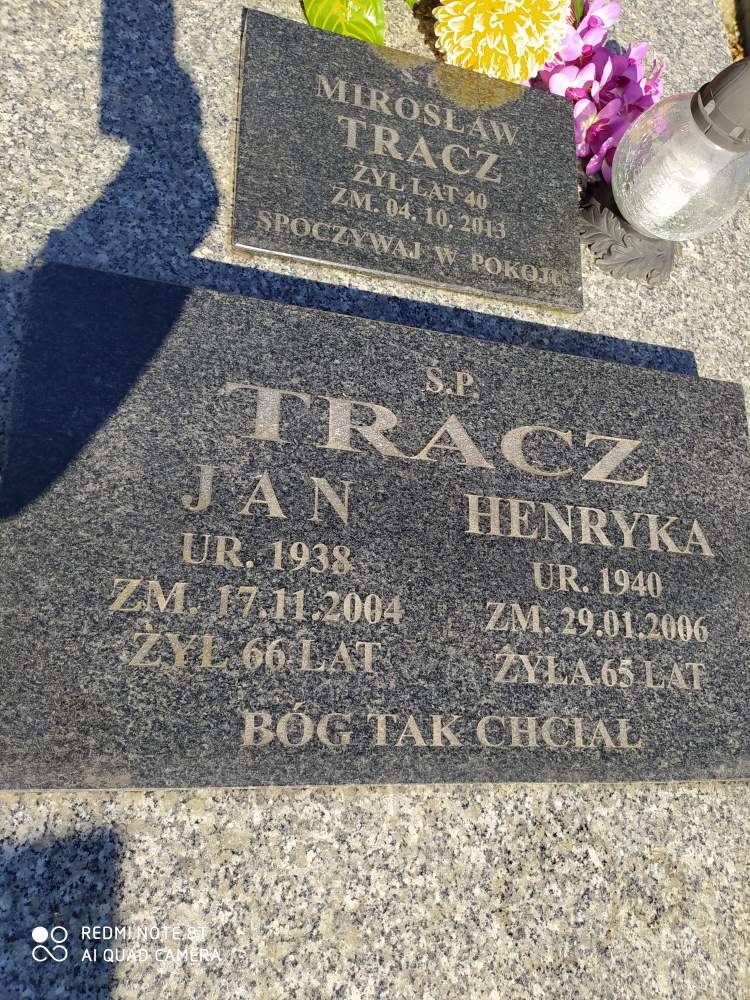 Ś.P.
MIROSŁAW
TRACZ
ŻYŁ LAT 40
ZM. 04. 10. 2013
SPOCZYWAJ W POKOJU
Ś.P.
TRACZ
JAN
UR. 1938
ZM. 17.11.2004
ŻYŁ 66 LAT
HENRYKA
UR. 1940
ZM. 29.01.2006
ŻYŁA 65 LAT
BÓG TAK CHCIAŁ
REDMI NOTE 8T
AI QUAD CAMERA